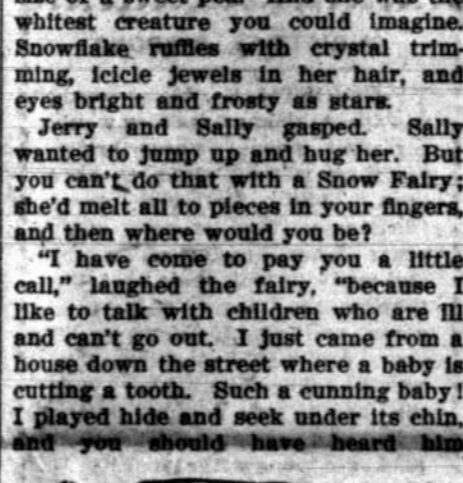 whitest creature you could imagine.
Snowflake ruffles with crystal trim-
ming, icicle jewels in her hair, and
eyes bright and frosty as stars.
Jerry and Sally gasped. Sally
wanted to jump up and hug her. But
you can't do that with a Snow Fairy;
she'd melt all to pieces in your fingers,
and then where would you be?
"I have come to pay you a little
call," laughed the fairy, "because I
like to talk with children who are ill
and can't go out. I just came from a
house down the street where a baby is
cutting a tooth. Such a cunning baby!
I played hide and seek under its chin,
and you should have heard him